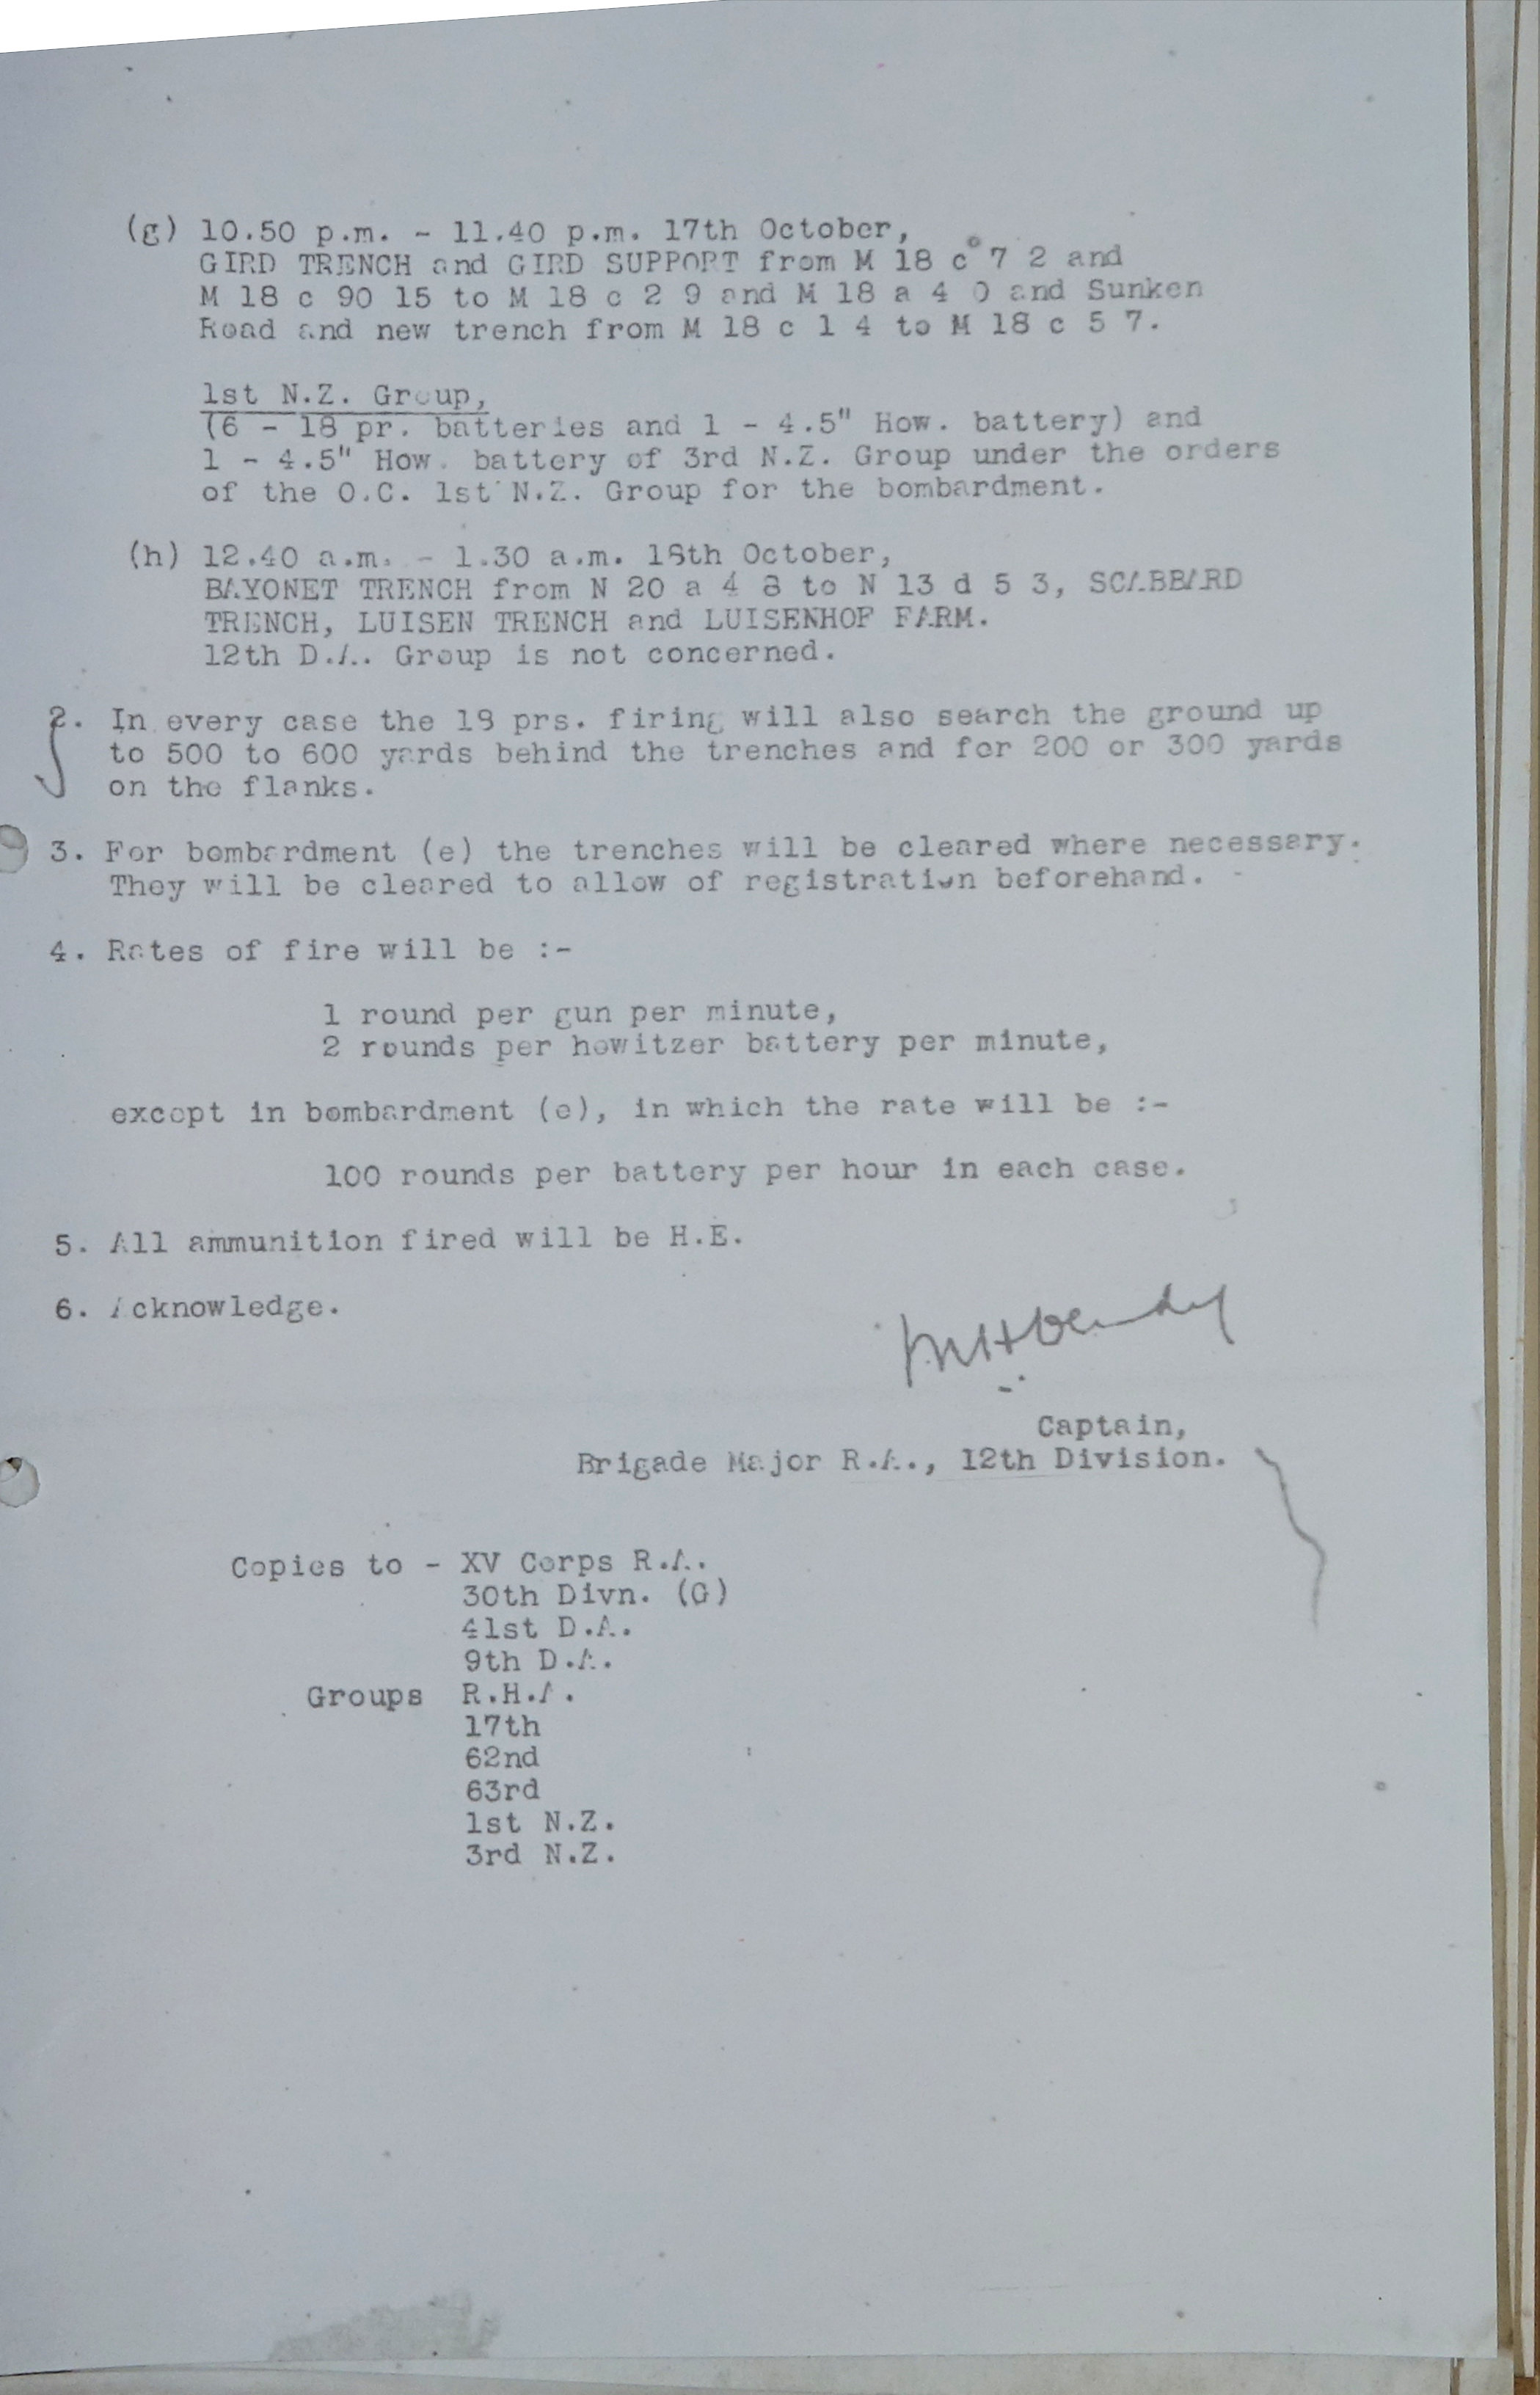 (g) 10.50 p.m. - 11.40 p.m. 17th October,
GIRD TRENCH and GIRD SUPPORT from M 18 c 7 2 and
M 18 c 90 15 to M 18 c 2 9 and M 18 a 4 0 and Sunken
Road and new trench from M 18 c 1 4 to M 18 c 5 7.
1st N.Z. Group,
(6 - 18 pr. batteries and 1 - 4.5" How. battery) and
1 - 4.5" How. battery of 3rd N.Z. Group under the orders
of the O.C. 1st N.Z. Group for the bombardment.
(h) 12.40 a.m. - 1.30 a.m. 18th October,
BAYONET TRENCH from N 20 a 4 8 to N 13 d 5 3, SCABBARD
TRENCH, LUISEN TRENCH and LUISENHOF FARM.
12th D.A. Group is not concerned.
2. In every case the 18 prs. firing will also search the ground up
to 500 to 600 yards behind the trenches and for 200 or 300 yards
on the flanks.
3. For bombardment (e) the trenches will be cleared where necessary.
They will be cleared to allow of registration beforehand. -
4. Rates of fire will be :-
1 round per gun per minute,
2 rounds per howitzer battery per minute,
except in bombardment (e), in which the rate will be :-
100 rounds per battery per hour in each case.
5. All ammunition fired will be H.E.
6. Acknowledge.
Captain,
Brigade Major R.A., 12th Division.
Copies to - XV Corps R.A.
30th Divn. (G)
41st D.A.
9th D.A.
Groups R.H.A.
17th
62nd
63rd
1st N.Z.
3rd N.Z.